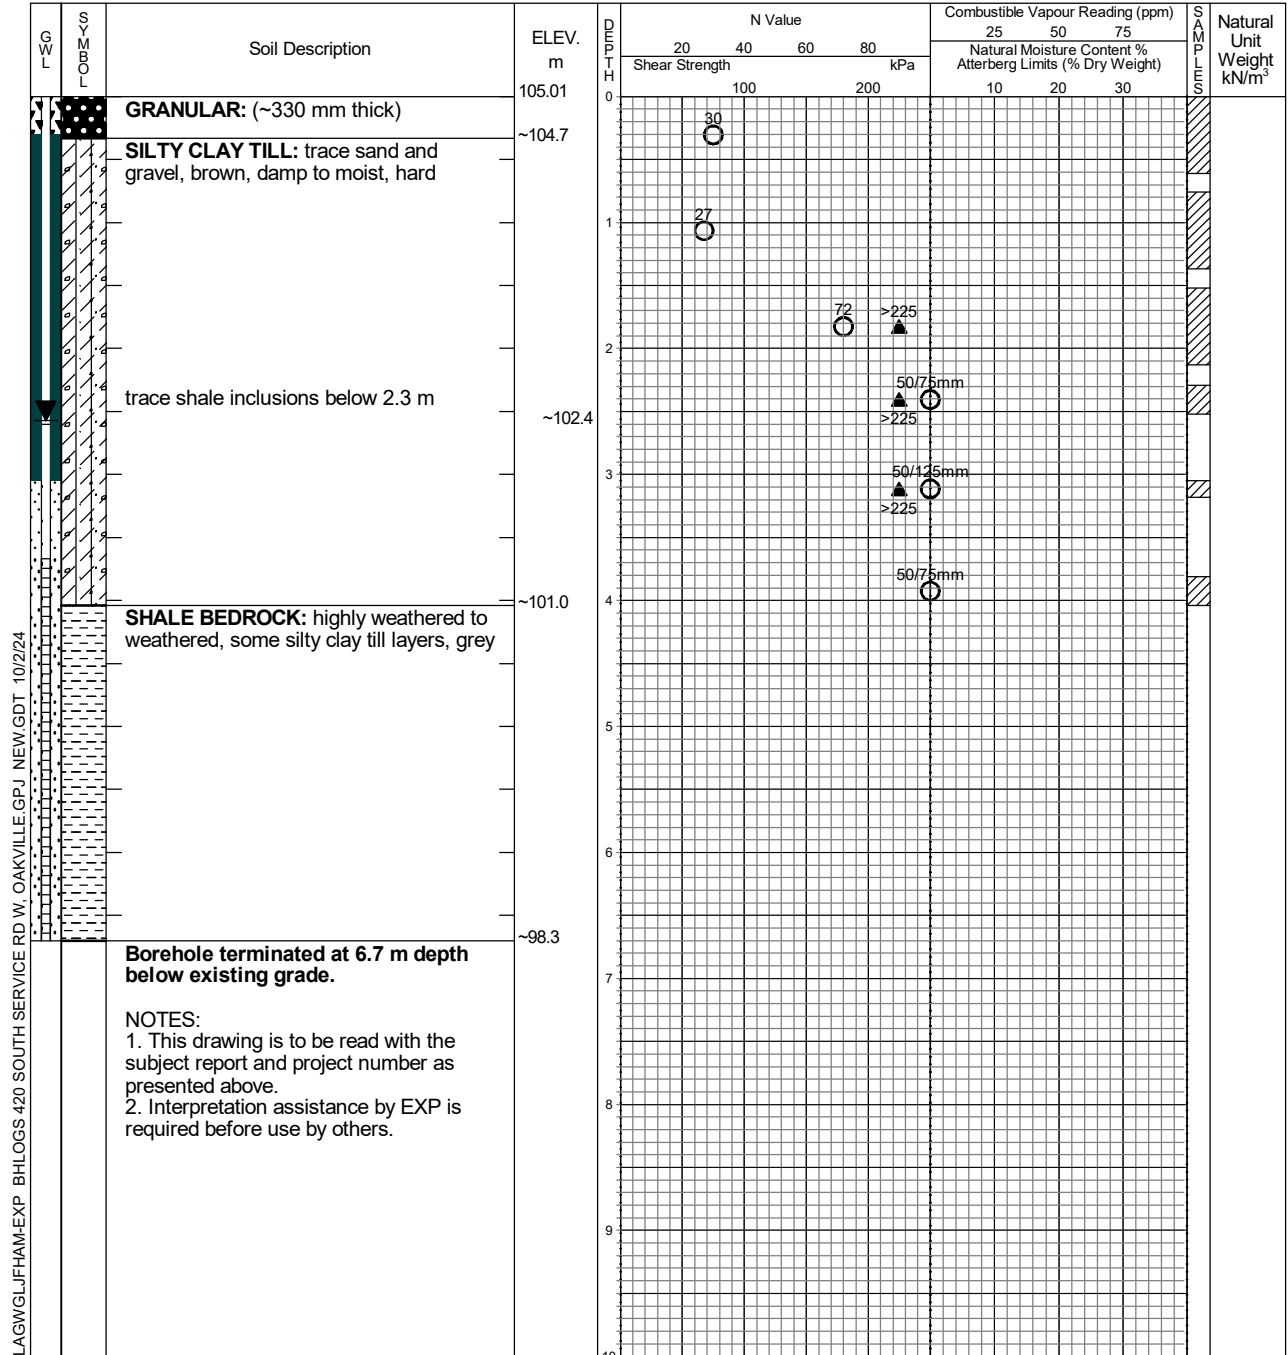 GWL
SYMBOL
Soil Description
ELEV.
m
105.01
DEPTH
N Value
20 40 60 80
Shear Strength kPa
100 200
Combustible Vapour Reading (ppm)
25 50 75
Natural Moisture Content %
Atterberg Limits (% Dry Weight)
10 20 30
SAMPLES
Natural
Unit
Weight
kN/m³
0
GRANULAR: (~330 mm thick)
30
~104.7
SILTY CLAY TILL: trace sand and
gravel, brown, damp to moist, hard
27
1
72 >225
2
50/75mm
trace shale inclusions below 2.3 m
~102.4
>225
50/125mm
3
>225
50/75mm
4
~101.0
SHALE BEDROCK: highly weathered to
weathered, some silty clay till layers, grey
5
6
~98.3
Borehole terminated at 6.7 m depth
below existing grade.
7
NOTES:
1. This drawing is to be read with the
subject report and project number as
presented above.
2. Interpretation assistance by EXP is
required before use by others.
8
9
10
LAGWGLJFHAM-EXP BHLOGS 420 SOUTH SERVICE RD W, OAKVILLE.GPJ NEW.GDT 10/2/24